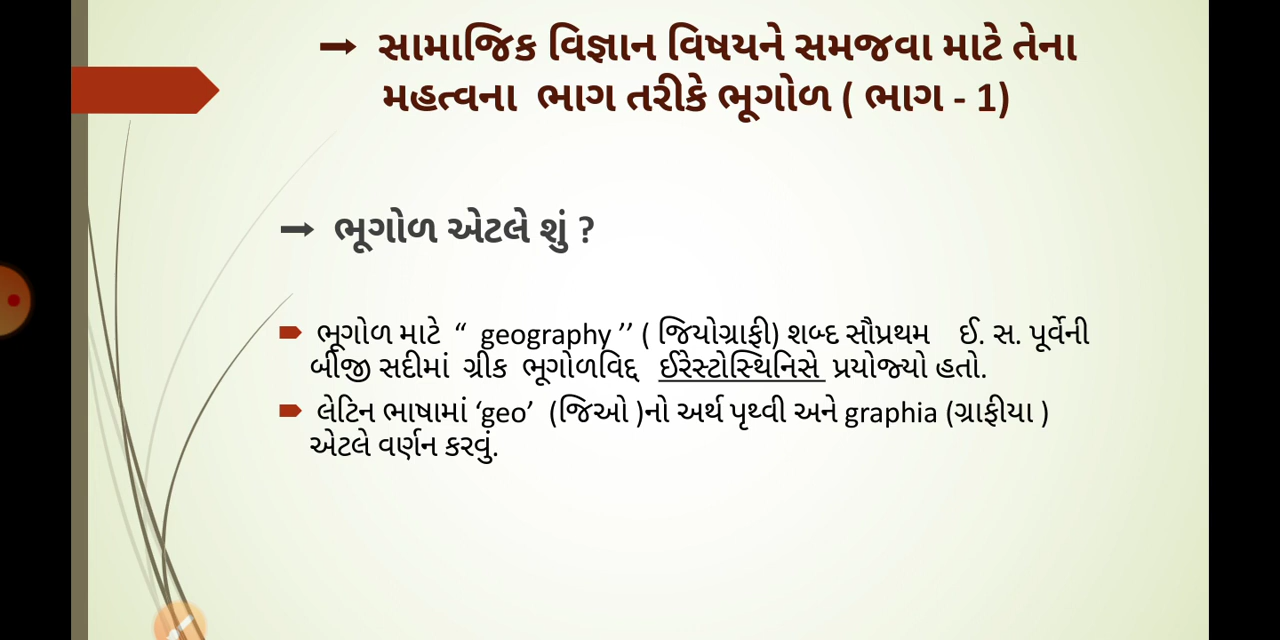 → સામાજિક વિજ્ઞાન વિષયને સમજવા માટે તેના
મહત્વના ભાગ તરીકે ભૂગોળ ( ભાગ - 1)
→ ભૂગોળ એટલે શું ?
ભૂગોળ માટે “ geography ’’ ( જિયોગ્રાફી) શબ્દ સૌપ્રથમ ઈ. સ. પૂર્વેની
બીજી સદીમાં ગ્રીક ભૂગોળવિદ્દ ઈરેસ્ટોસ્થિનિસે પ્રયોજ્યો હતો.
લેટિન ભાષામાં ‘geo’ (જિઓ )નો અર્થ પૃથ્વી અને graphia (ગ્રાફીયા )
એટલે વર્ણન કરવું.